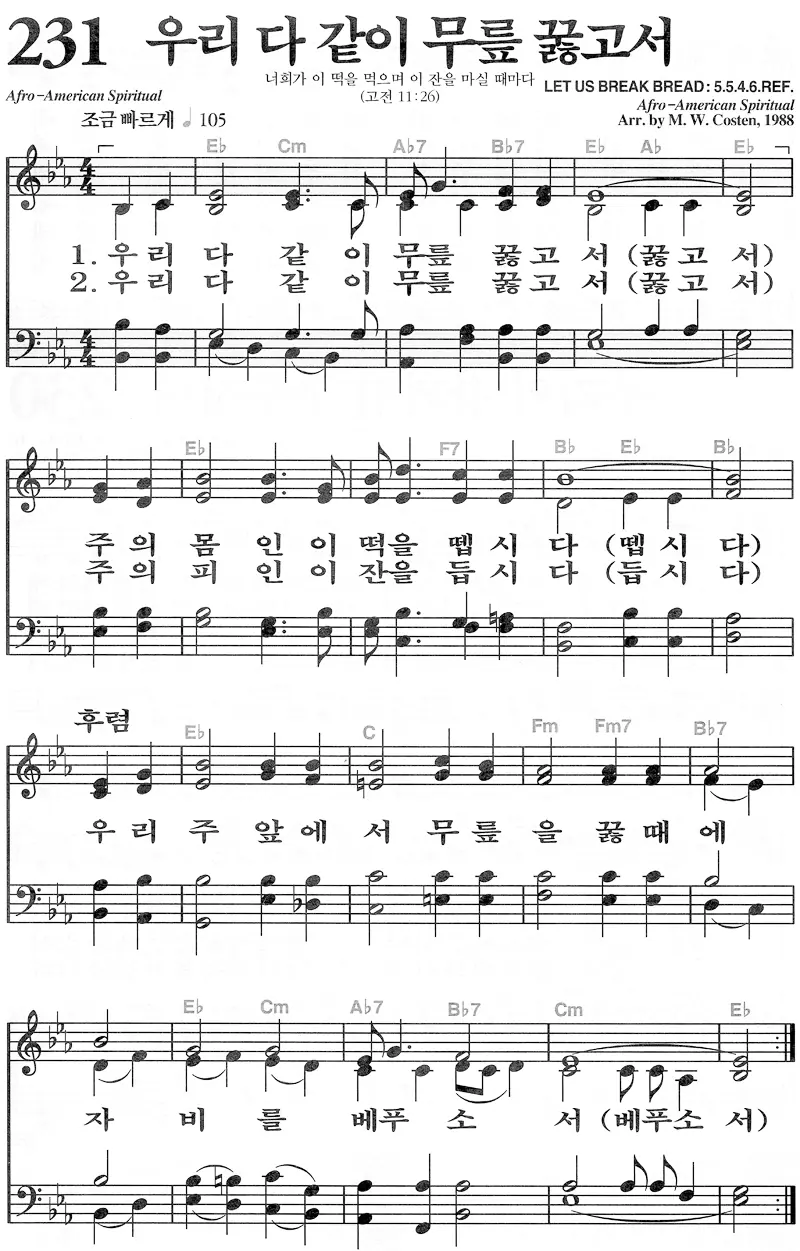 231 우리 다 같이 무릎 꿇고서
너희가 이 떡을 먹으며 이 잔을 마실 때마다
(고전 11:26)
LET US BREAK BREAD: 5.5.4.6.REF.
Afro-American Spiritual
Afro-American Spiritual
조금 빠르게 ♩ 105
Arr. by M. W. Costen, 1988
E♭ Cm A♭7 B♭7 E♭ A♭ E♭
4/4
1. 우리 다 같이 무릎 꿇고서 (꿇고서)
2. 우리 다 같이 무릎 꿇고서 (꿇고서)
4/4
E♭ F7 B♭ E♭ B♭
주의 몸인이 떡을 뗍시다 (뗍시다)
주의 피인이 잔을 듭시다 (듭시다)
후렴
E♭ C Fm Fm7 B♭7
우리 주 앞에서 무릎을 꿇때에
E♭ Cm A♭7 B♭7 Cm E♭
자비를 베푸소서 (베푸소서)